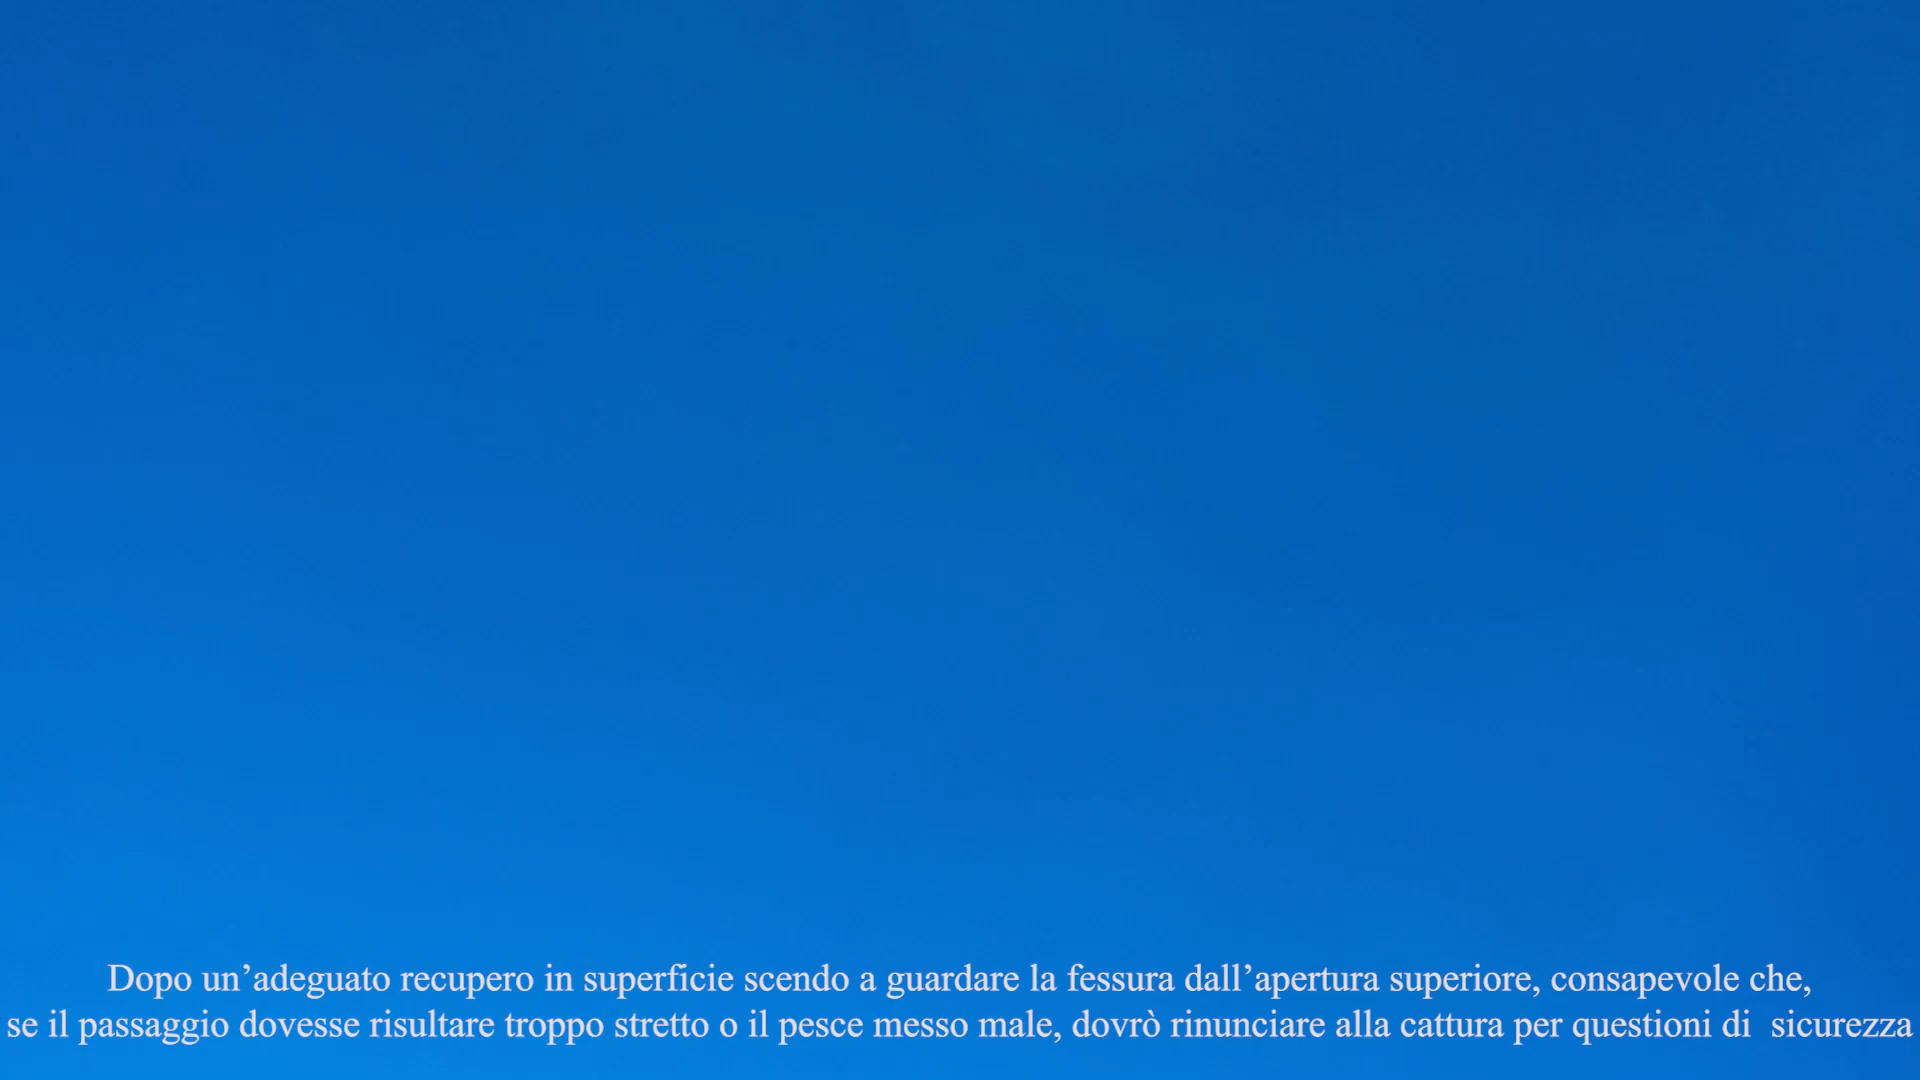 Dopo un’adeguato recupero in superficie scendo a guardare la fessura dall’apertura superiore, consapevole che,
se il passaggio dovesse risultare troppo stretto o il pesce messo male, dovrò rinunciare alla cattura per questioni di  sicurezza